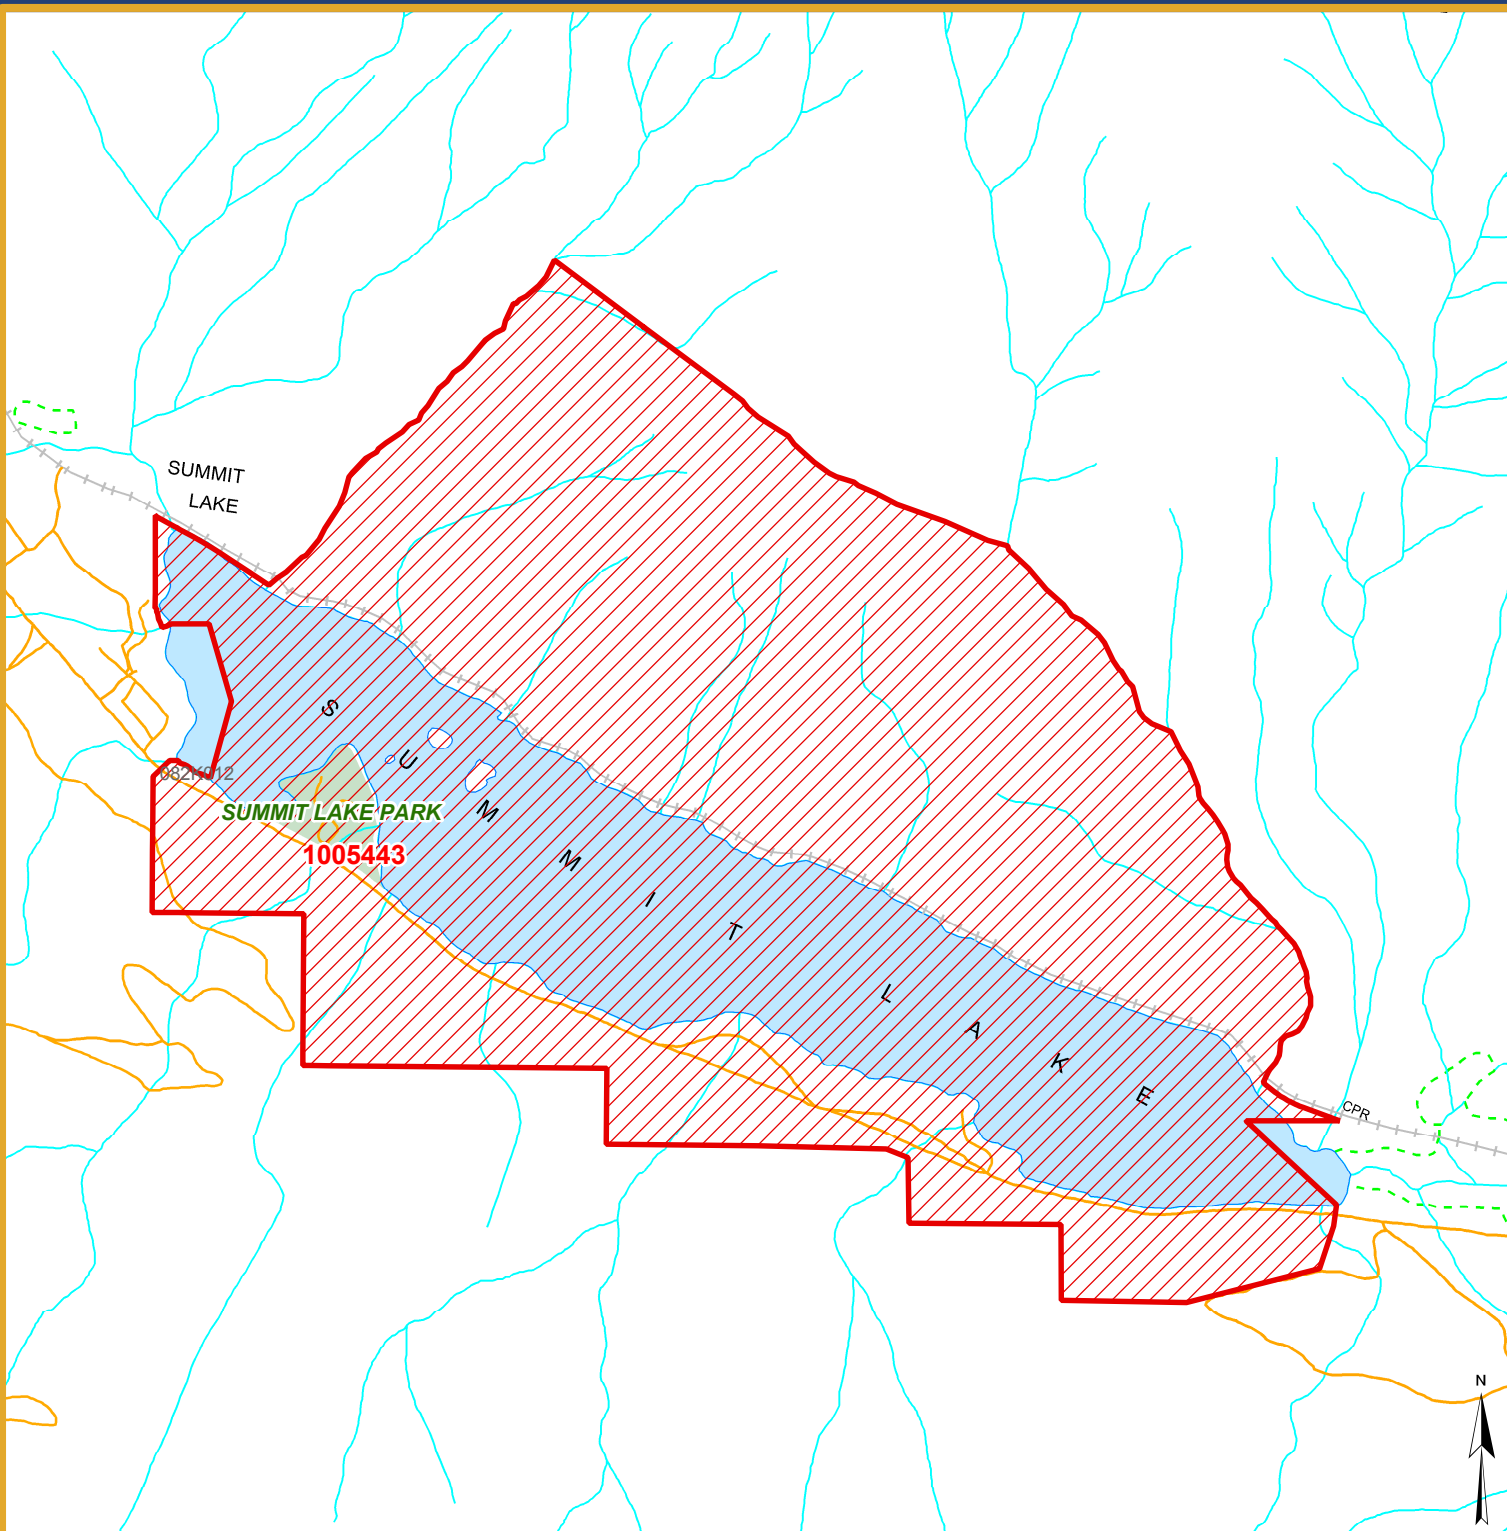 SUMMIT
LAKE
082K012
SUMMIT LAKE PARK
1005443
SUMMIT LAKE
CPR
N